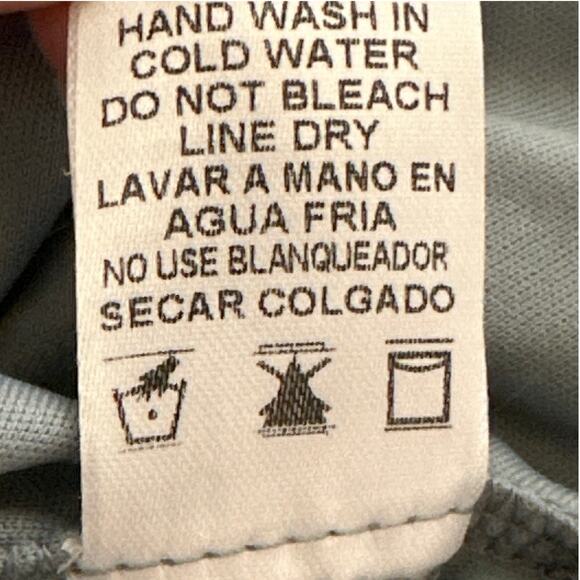 HAND WASH IN
COLD WATER
DO NOT BLEACH
LINE DRY
LAVAR A MANO EN
AGUA FRIA
NO USE BLANQUEADOR
SECAR COLGADO